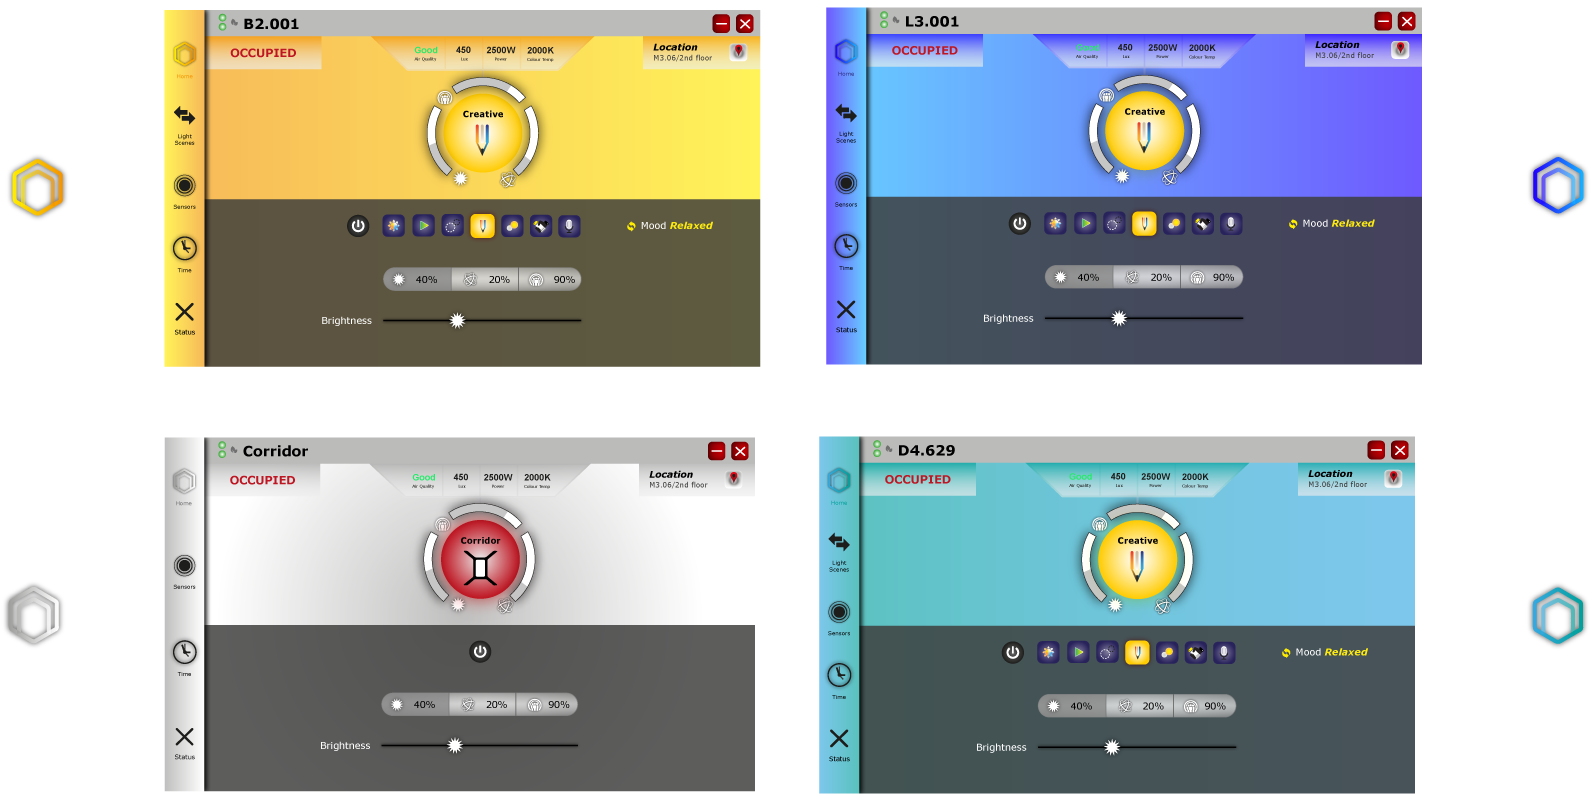 B2.001
OCCUPIED
Good 450 2500W 2000K
Air Quality Lux Power Colour Temp
Location
M3.06/2nd floor
Home
Light
Scenes
Sensors
Time
Status
Creative
Mood Relaxed
40% 20% 90%
Brightness
L3.001
OCCUPIED
Good 450 2500W 2000K
Air Quality Lux Power Colour Temp
Location
M3.06/2nd floor
Home
Light
Scenes
Sensors
Time
Status
Creative
Mood Relaxed
40% 20% 90%
Brightness
Corridor
OCCUPIED
Good 450 2500W 2000K
Air Quality Lux Power Colour Temp
Location
M3.06/2nd floor
Home
Sensors
Time
Status
Corridor
40% 20% 90%
Brightness
D4.629
OCCUPIED
Good 450 2500W 2000K
Air Quality Lux Power Colour Temp
Location
M3.06/2nd floor
Home
Light
Scenes
Sensors
Time
Status
Creative
Mood Relaxed
40% 20% 90%
Brightness